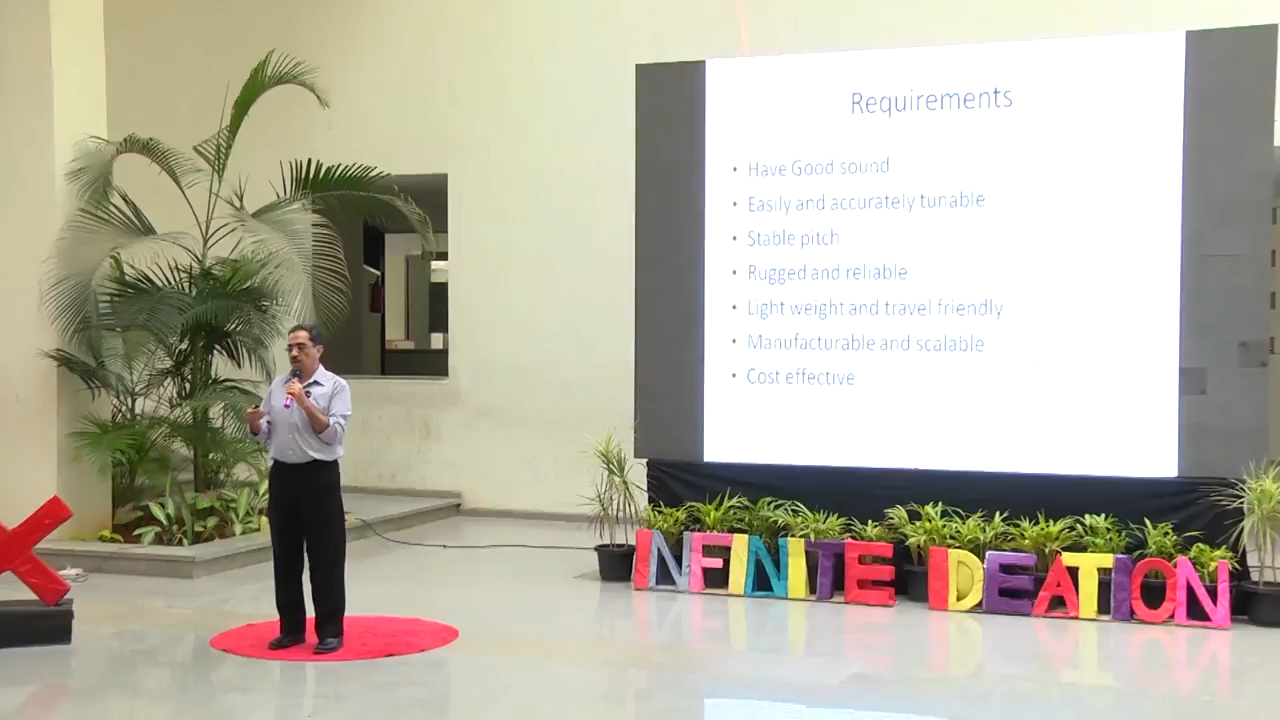 Requirements
• Have Good sound
• Easily and accurately tunable
• Stable pitch
• Rugged and reliable
• Light weight and travel friendly
• Manufacturable and scalable
• Cost effective
INFINITE IDEATION